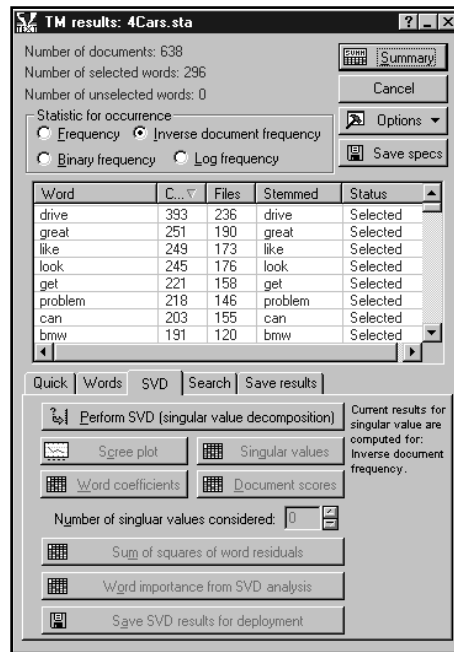 TM results: 4Cars.sta
Number of documents: 638
Number of selected words: 296
Number of unselected words: 0
Summary
Cancel
Options
Save specs
Statistic for occurrence
Frequency Inverse document frequency
Binary frequency Log frequency
Word C... Files Stemmed Status
drive 393 236 drive Selected
great 251 190 great Selected
like 249 173 like Selected
look 245 176 look Selected
get 221 158 get Selected
problem 218 146 problem Selected
can 203 155 can Selected
bmw 191 120 bmw Selected
Quick Words SVD Search Save results
Perform SVD (singular value decomposition)
Scree plot Singular values
Word coefficients Document scores
Current results for
singular value are
computed for:
Inverse document
frequency.
Number of singluar values considered: 0
Sum of squares of word residuals
Word importance from SVD analysis
Save SVD results for deployment